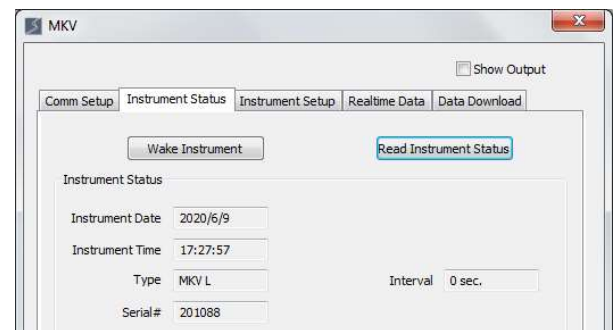 MKV
Show Output
Comm Setup Instrument Status Instrument Setup Realtime Data Data Download
Wake Instrument Read Instrument Status
Instrument Status
Instrument Date 2020/6/9
Instrument Time 17:27:57
Type MKV L Interval 0 sec.
Serial# 201088